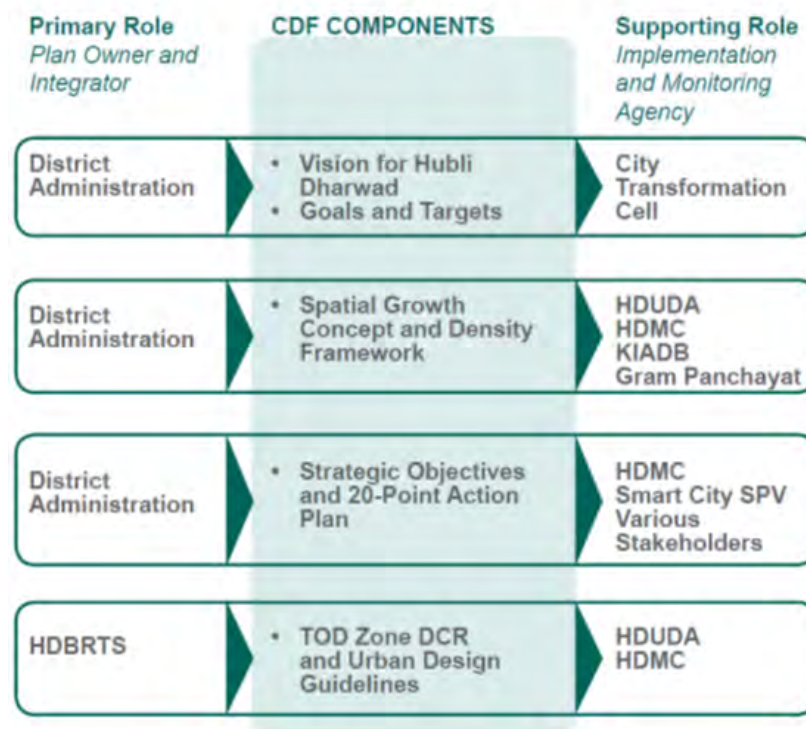 Primary Role
Plan Owner and
Integrator
CDF COMPONENTS
Supporting Role
Implementation
and Monitoring
Agency
District
Administration
• Vision for Hubli
Dharwad
• Goals and Targets
City
Transformation
Cell
District
Administration
• Spatial Growth
Concept and Density
Framework
HDUDA
HDMC
KIADB
Gram Panchayat
District
Administration
• Strategic Objectives
and 20-Point Action
Plan
HDMC
Smart City SPV
Various
Stakeholders
HDBRTS
• TOD Zone DCR
and Urban Design
Guidelines
HDUDA
HDMC